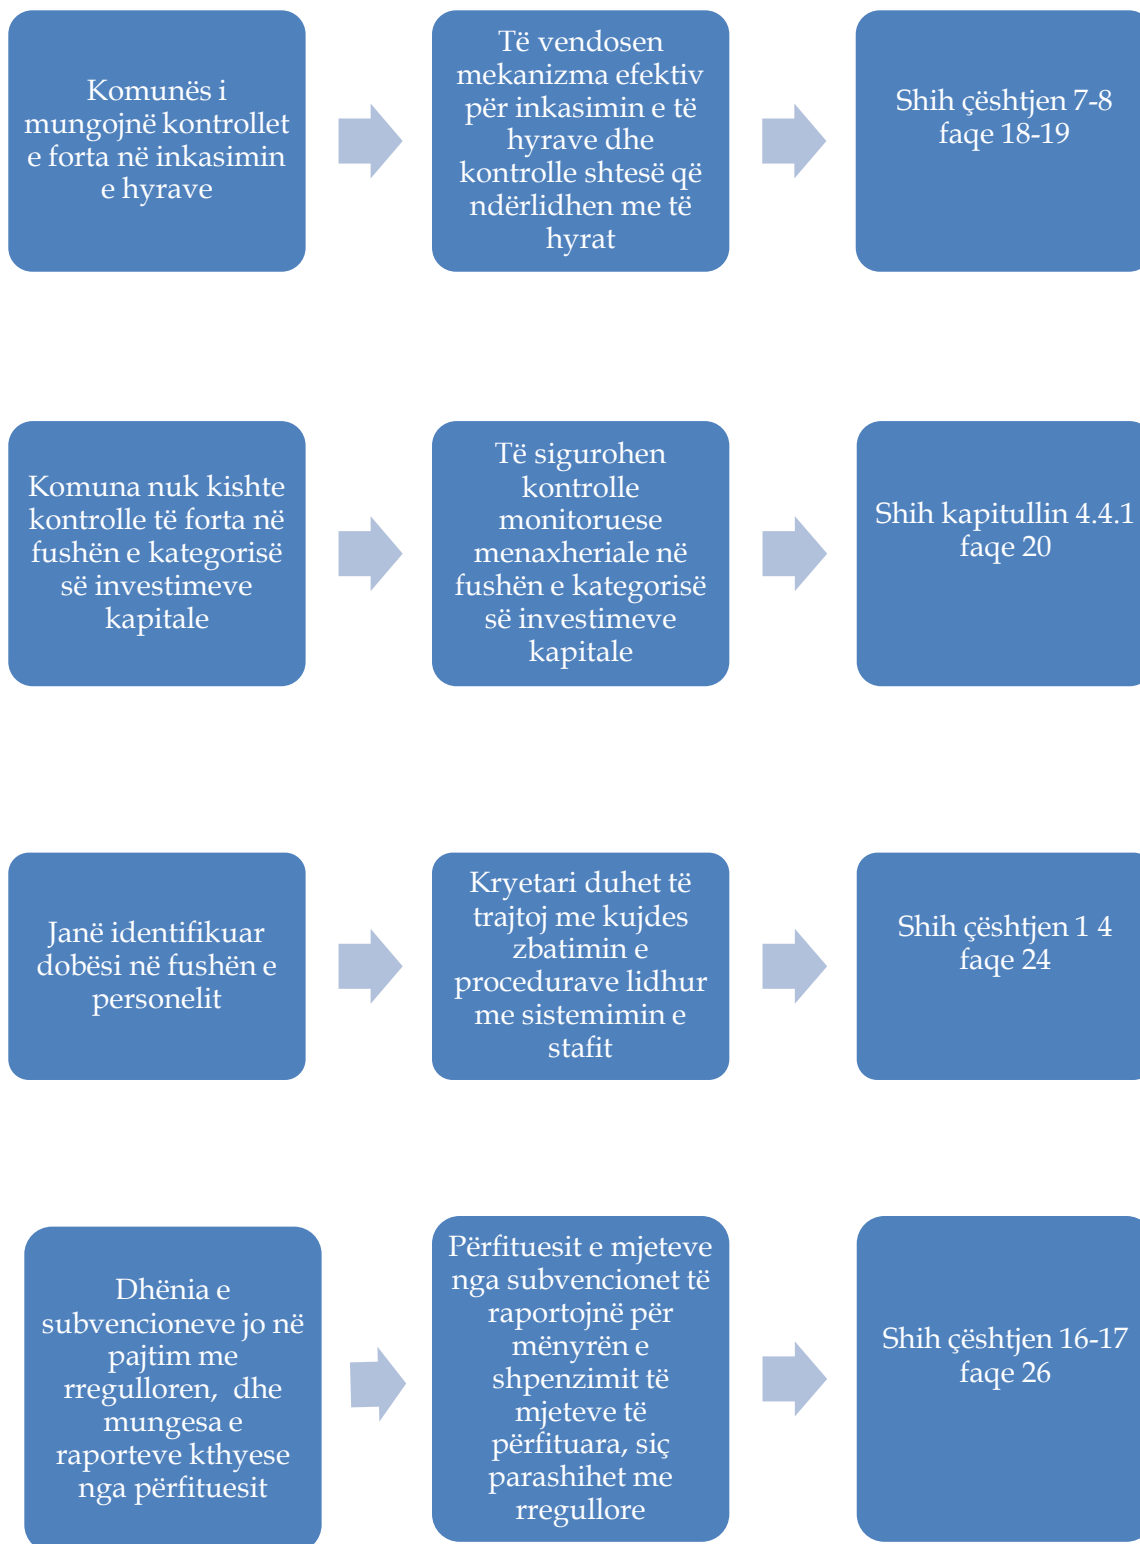 Komunës i
mungojnë kontrollet
e forta në inkasimin
e hyrave
Të vendosen
mekanizma efektiv
për inkasimin e të
hyrave dhe
kontrolle shtesë që
ndërlidhen me të
hyrat
Shih çështjen 7-8
faqe 18-19
Komuna nuk kishte
kontrolle të forta në
fushën e kategorisë
së investimeve
kapitale
Të sigurohen
kontrolle
monitoruese
menaxheriale në
fushën e kategorisë
së investimeve
kapitale
Shih kapitullin 4.4.1
faqe 20
Janë identifikuar
dobësi në fushën e
personelit
Kryetari duhet të
trajtoj me kujdes
zbatimin e
procedurave lidhur
me sistemimin e
stafit
Shih çështjen 1 4
faqe 24
Dhënia e
subvencioneve jo në
pajtim me
rregulloren, dhe
mungesa e
raporteve kthyese
nga përfituesit
Përfituesit e mjeteve
nga subvencionet të
raportojnë për
mënyrën e
shpenzimit të
mjeteve të
përfituara, siç
parashihet me
rregullore
Shih çështjen 16-17
faqe 26